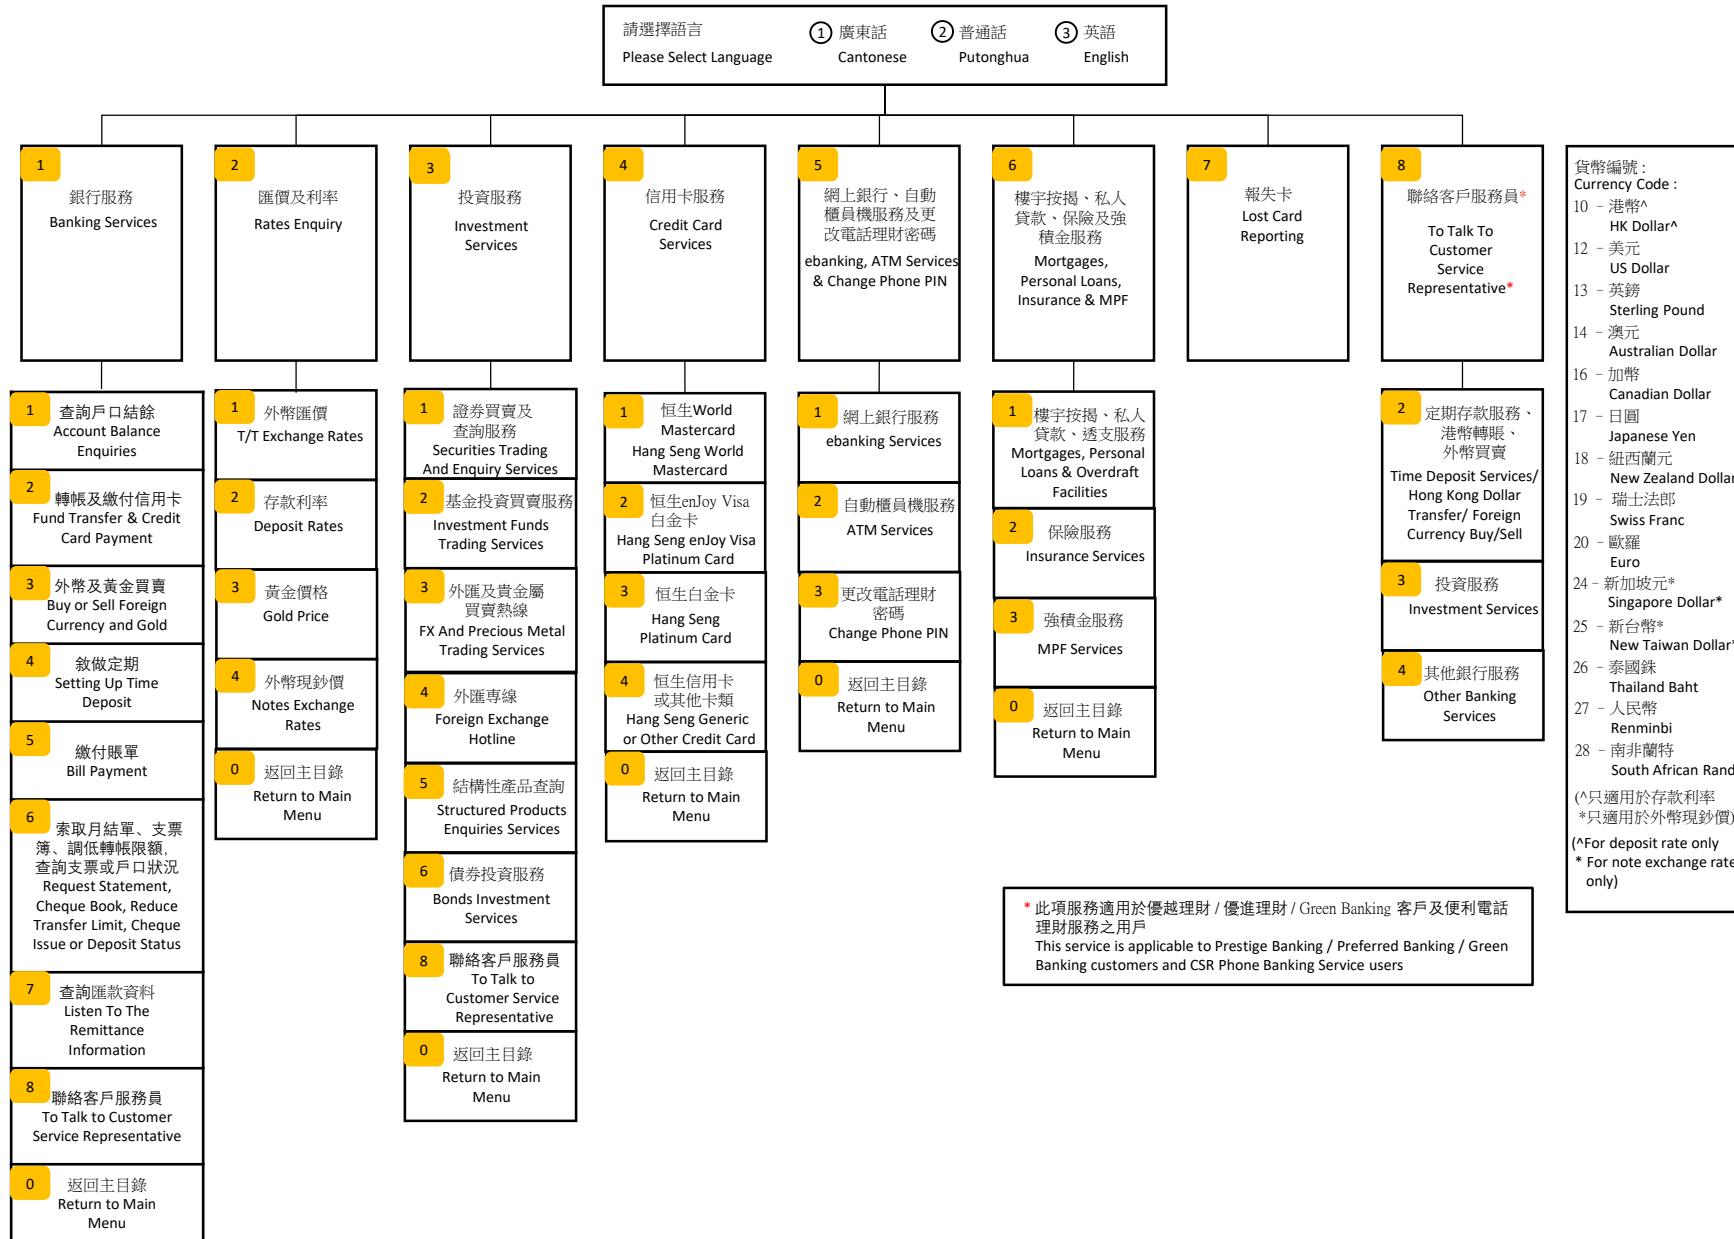 請選擇語言
Please Select Language
1 廣東話
Cantonese
2 普通話
Putonghua
3 英語
English
1
銀行服務
Banking Services
2
匯價及利率
Rates Enquiry
3
投資服務
Investment
Services
4
信用卡服務
Credit Card
Services
5
網上銀行、自動
櫃員機服務及更
改電話理財密碼
ebanking, ATM Services
& Change Phone PIN
6
樓宇按揭、私人
貸款、保險及強
積金服務
Mortgages,
Personal Loans,
Insurance & MPF
7
報失卡
Lost Card
Reporting
8
聯絡客戶服務員*
To Talk To
Customer
Service
Representative*
1
查詢戶口結餘
Account Balance
Enquiries
2
轉帳及繳付信用卡
Fund Transfer & Credit
Card Payment
3
外幣及黃金買賣
Buy or Sell Foreign
Currency and Gold
4
敘做定期
Setting Up Time
Deposit
5
繳付賬單
Bill Payment
6
索取月結單、支票
簿、調低轉帳限額,
查詢支票或戶口狀況
Request Statement,
Cheque Book, Reduce
Transfer Limit, Cheque
Issue or Deposit Status
7
查詢匯款資料
Listen To The
Remittance
Information
8
聯絡客戶服務員
To Talk to Customer
Service Representative
0
返回主目錄
Return to Main
Menu
1
外幣匯價
T/T Exchange Rates
2
存款利率
Deposit Rates
3
黃金價格
Gold Price
4
外幣現鈔價
Notes Exchange
Rates
0
返回主目錄
Return to Main
Menu
1
證券買賣及
查詢服務
Securities Trading
And Enquiry Services
2
基金投資買賣服務
Investment Funds
Trading Services
3
外匯及貴金屬
買賣熱線
FX And Precious Metal
Trading Services
4
外匯專線
Foreign Exchange
Hotline
5
結構性產品查詢
Structured Products
Enquiries Services
6
債券投資服務
Bonds Investment
Services
8
聯絡客戶服務員
To Talk to
Customer Service
Representative
0
返回主目錄
Return to Main
Menu
1
恒生World
Mastercard
Hang Seng World
Mastercard
2
恒生enJoy Visa
白金卡
Hang Seng enJoy Visa
Platinum Card
3
恒生白金卡
Hang Seng
Platinum Card
4
恒生信用卡
或其他卡類
Hang Seng Generic
or Other Credit Card
0
返回主目錄
Return to Main
Menu
1
網上銀行服務
ebanking Services
2
自動櫃員機服務
ATM Services
3
更改電話理財
密碼
Change Phone PIN
0
返回主目錄
Return to Main
Menu
1
樓宇按揭、私人
貸款、透支服務
Mortgages, Personal
Loans & Overdraft
Facilities
2
保險服務
Insurance Services
3
強積金服務
MPF Services
0
返回主目錄
Return to Main
Menu
2
定期存款服務、
港幣轉賬、
外幣買賣
Time Deposit Services/
Hong Kong Dollar
Transfer/ Foreign
Currency Buy/Sell
3
投資服務
Investment Services
4
其他銀行服務
Other Banking
Services
貨幣編號 :
Currency Code :
10 - 港幣^
HK Dollar^
12 - 美元
US Dollar
13 - 英鎊
Sterling Pound
14 - 澳元
Australian Dollar
16 - 加幣
Canadian Dollar
17 - 日圓
Japanese Yen
18 - 紐西蘭元
New Zealand Dollar
19 - 瑞士法郎
Swiss Franc
20 - 歐羅
Euro
24 - 新加坡元*
Singapore Dollar*
25 - 新台幣*
New Taiwan Dollar*
26 - 泰國銖
Thailand Baht
27 - 人民幣
Renminbi
28 - 南非蘭特
South African Rand
(^只適用於存款利率
*只適用於外幣現鈔價)
(^For deposit rate only
* For note exchange rate
only)
* 此項服務適用於優越理財 / 優進理財 / Green Banking 客戶及便利電話
理財服務之用戶
This service is applicable to Prestige Banking / Preferred Banking / Green
Banking customers and CSR Phone Banking Service users